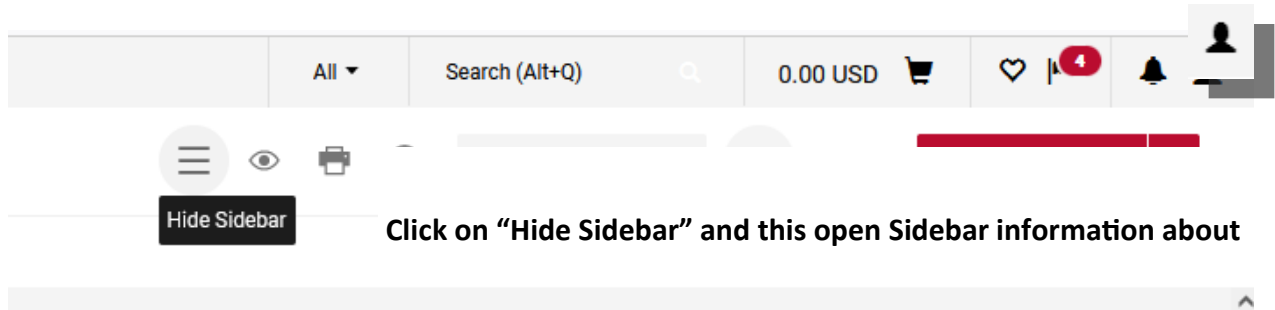 All
Search (Alt+Q)
0.00 USD
4
Hide Sidebar
Click on “Hide Sidebar” and this open Sidebar information about